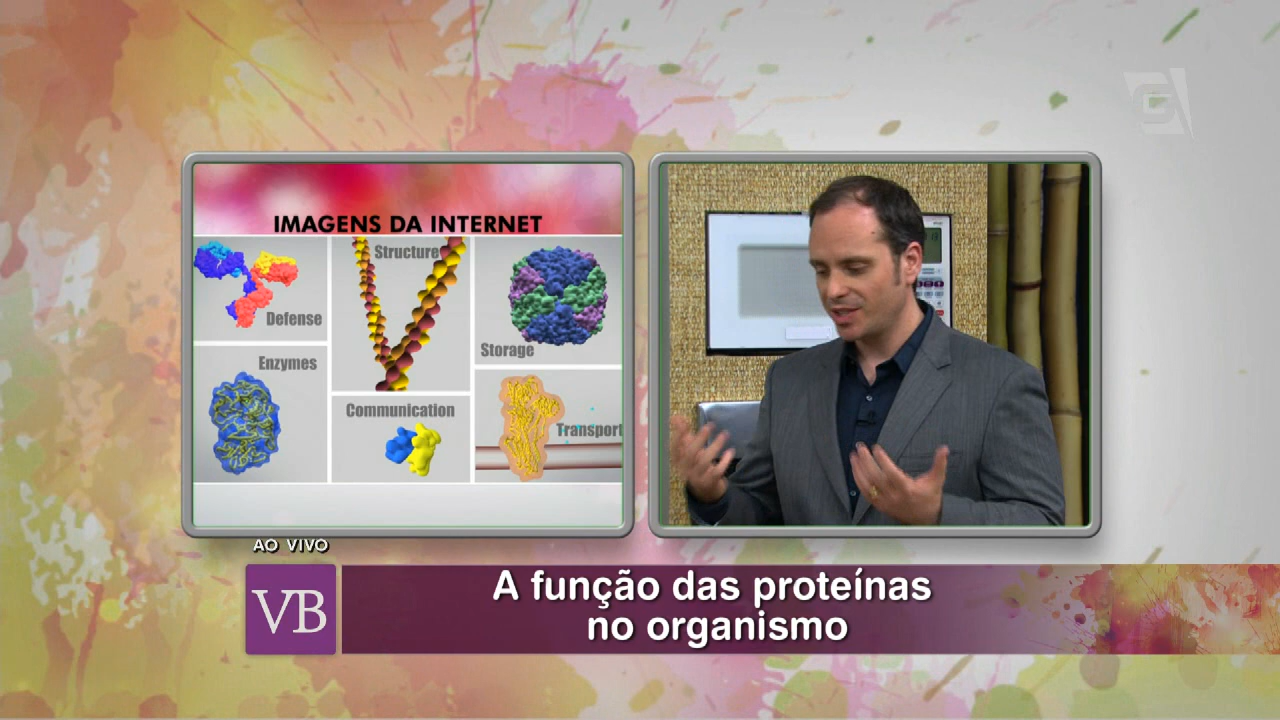 IMAGENS DA INTERNET
Defense
Structure
Storage
Enzymes
Communication
Transport
AO VIVO
VB
A função das proteínas
no organismo
G